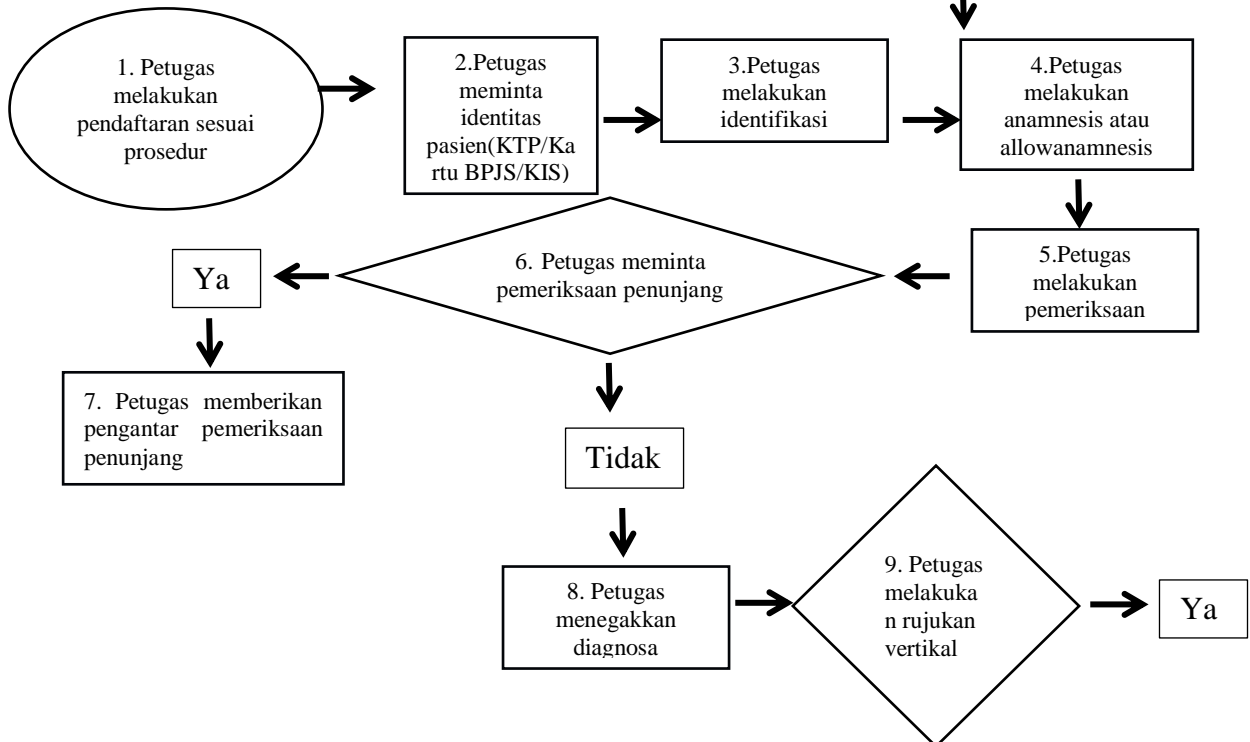 1. Petugas
melakukan
pendaftaran sesuai
prosedur
2.Petugas
meminta
identitas
pasien(KTP/Ka
rtu BPJS/KIS)
3.Petugas
melakukan
identifikasi
4.Petugas
melakukan
anamnesis atau
allowanamnesis
5.Petugas
melakukan
pemeriksaan
6. Petugas meminta
pemeriksaan penunjang
Ya
7. Petugas memberikan
pengantar pemeriksaan
penunjang
Tidak
8. Petugas
menegakkan
diagnosa
9. Petugas
melakuka
n rujukan
vertikal
Ya